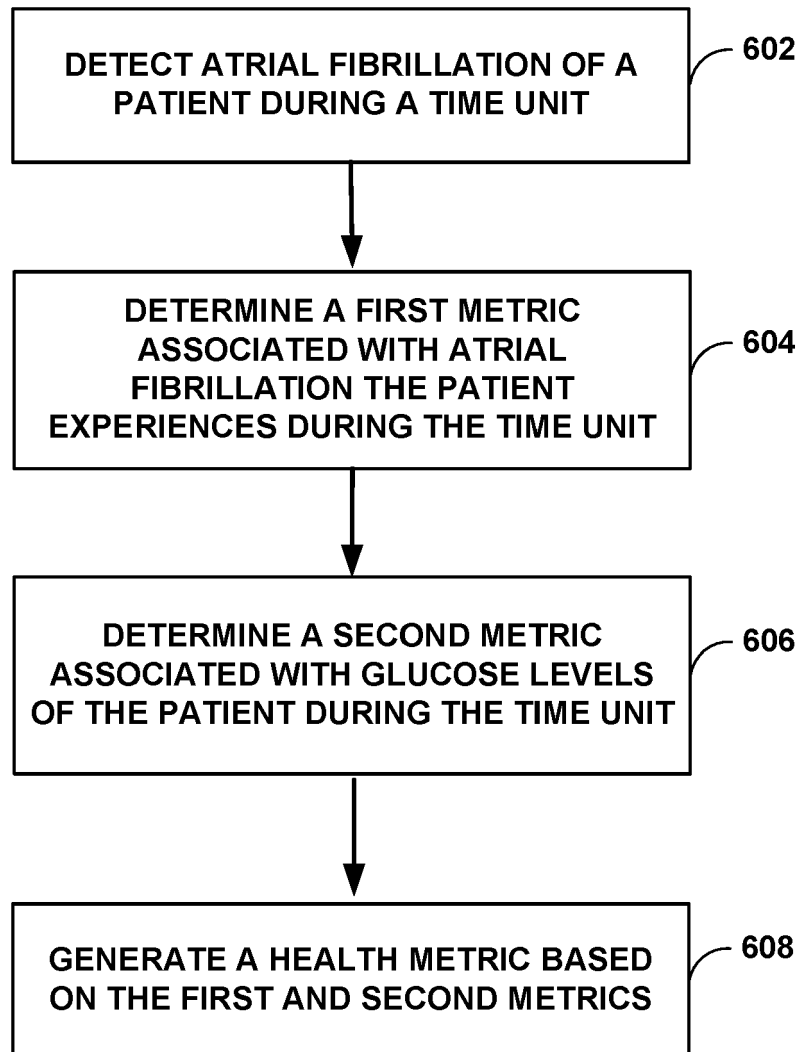 DETECT ATRIAL FIBRILLATION OF A
PATIENT DURING A TIME UNIT
602
DETERMINE A FIRST METRIC
ASSOCIATED WITH ATRIAL
FIBRILLATION THE PATIENT
EXPERIENCES DURING THE TIME UNIT
604
DETERMINE A SECOND METRIC
ASSOCIATED WITH GLUCOSE LEVELS
OF THE PATIENT DURING THE TIME UNIT
606
GENERATE A HEALTH METRIC BASED
ON THE FIRST AND SECOND METRICS
608